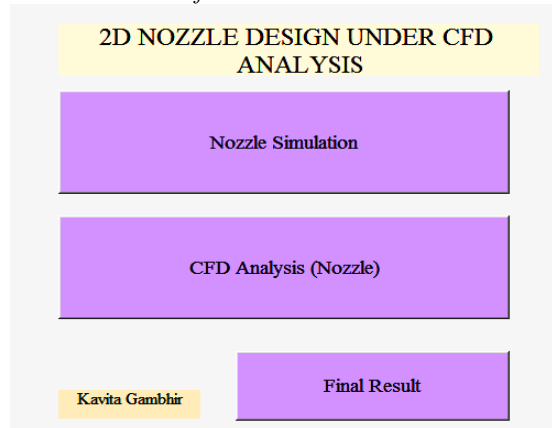 2D NOZZLE DESIGN UNDER CFD
ANALYSIS
Nozzle Simulation
CFD Analysis (Nozzle)
Final Result
Kavita Gambhir